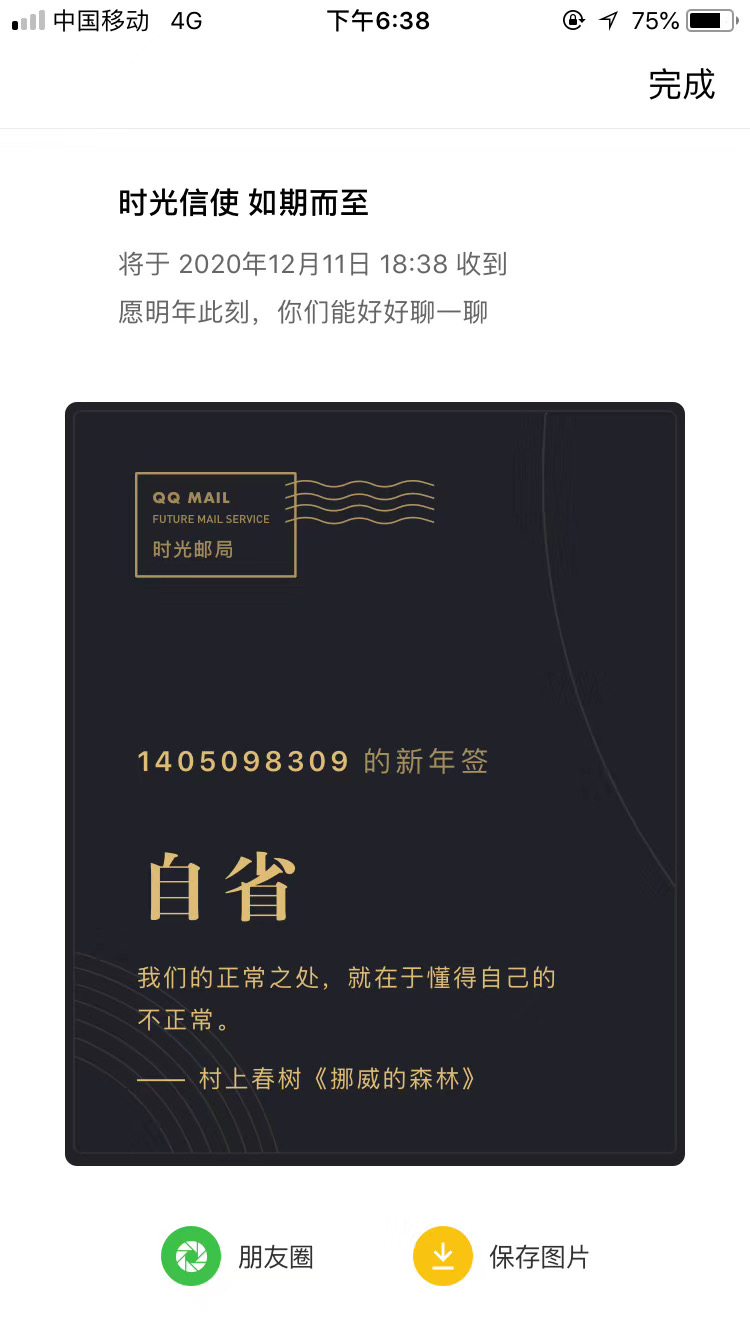 中国移动 4G 下午6:38 75%
完成
时光信使 如期而至
将于 2020年12月11日 18:38 收到
愿明年此刻，你们能好好聊一聊
QQ MAIL
FUTURE MAIL SERVICE
时光邮局
1405098309 的新年签
自省
我们的正常之处，就在于懂得自己的
不正常。
—— 村上春树《挪威的森林》
朋友圈 保存图片